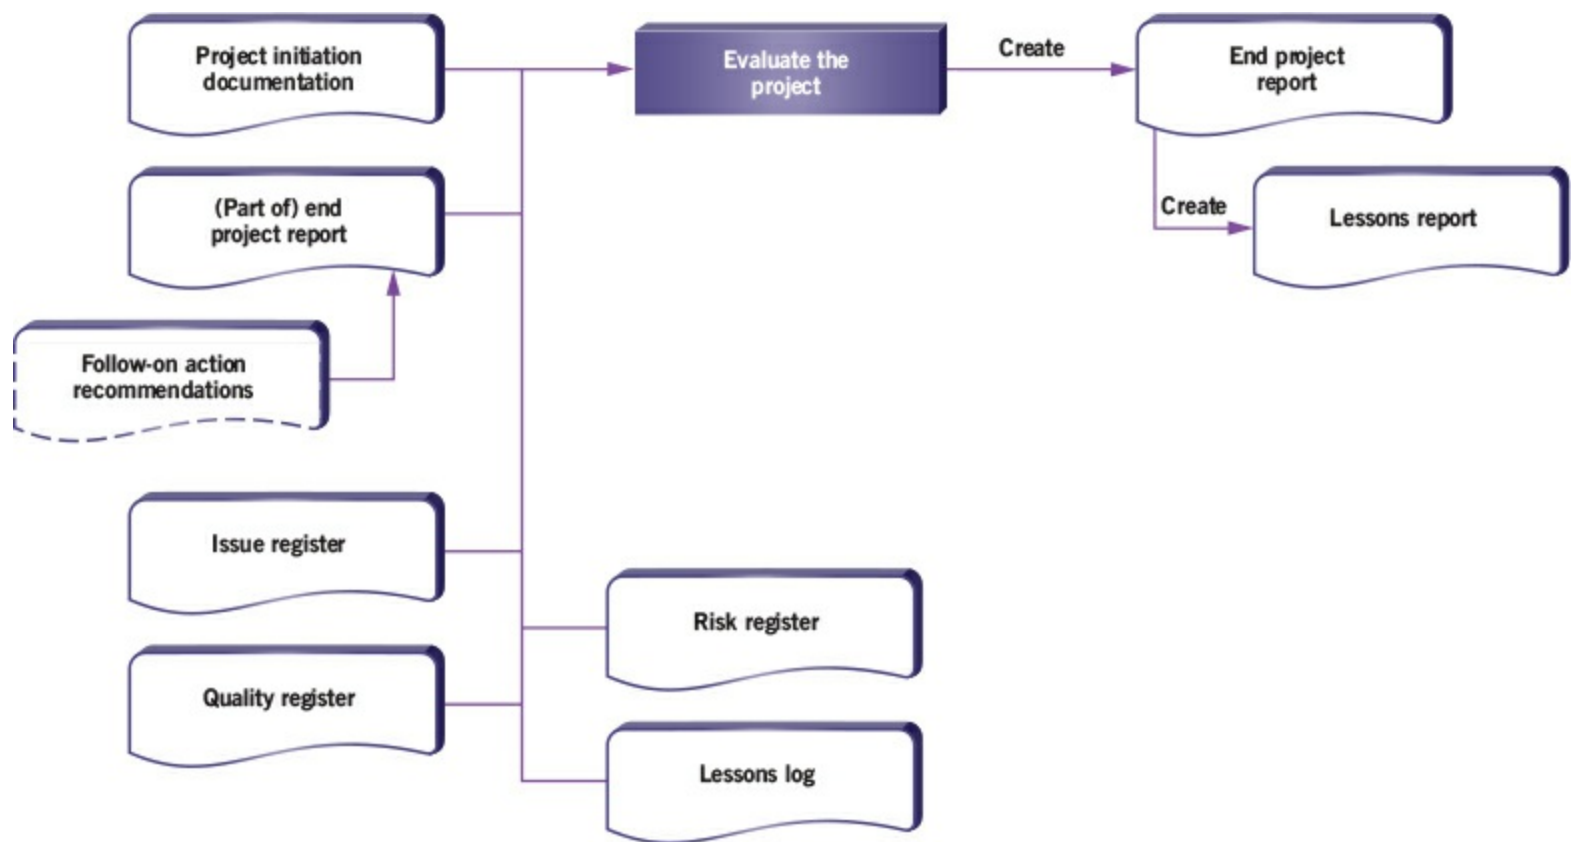 Project initiation
documentation
Evaluate the
project
Create
End project
report
(Part of) end
project report
Create
Lessons report
Follow-on action
recommendations
Issue register
Risk register
Quality register
Lessons log